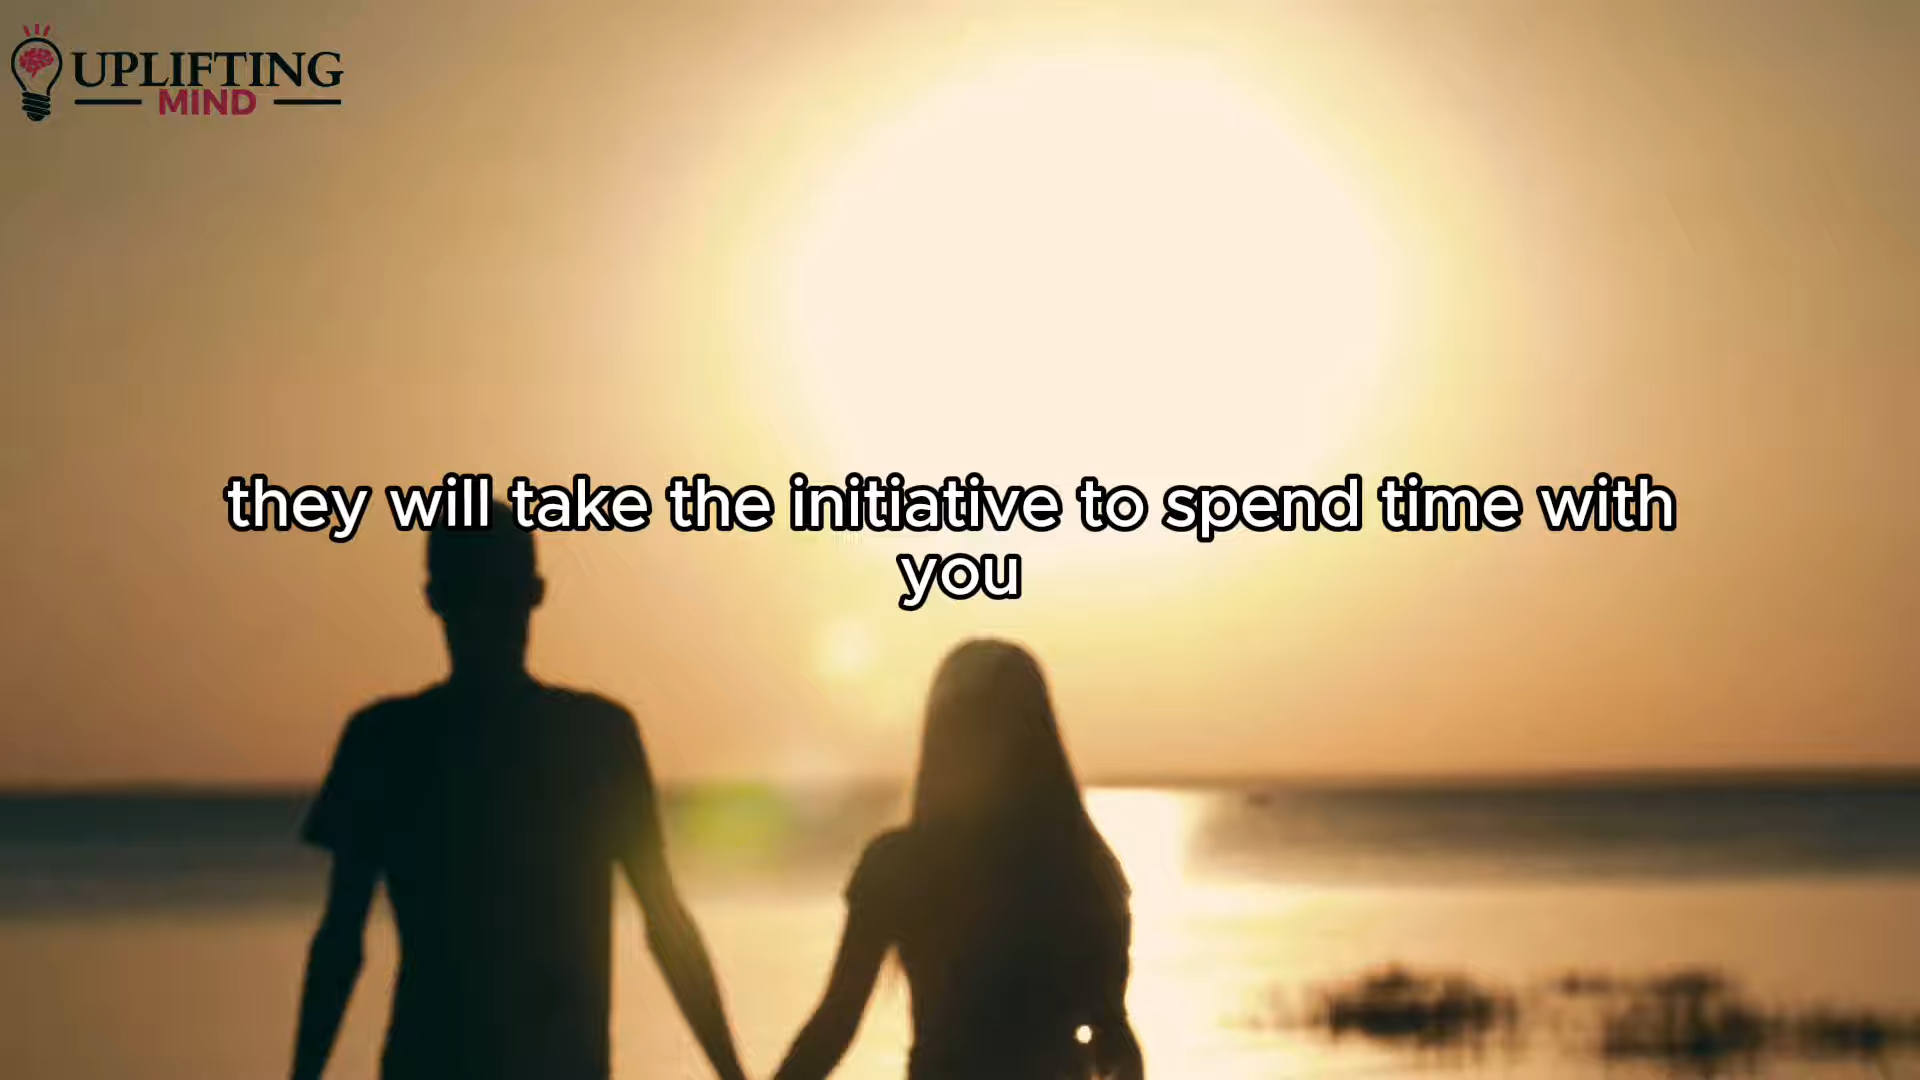 UPLIFTING
MIND
they will take the initiative to spend time with
you